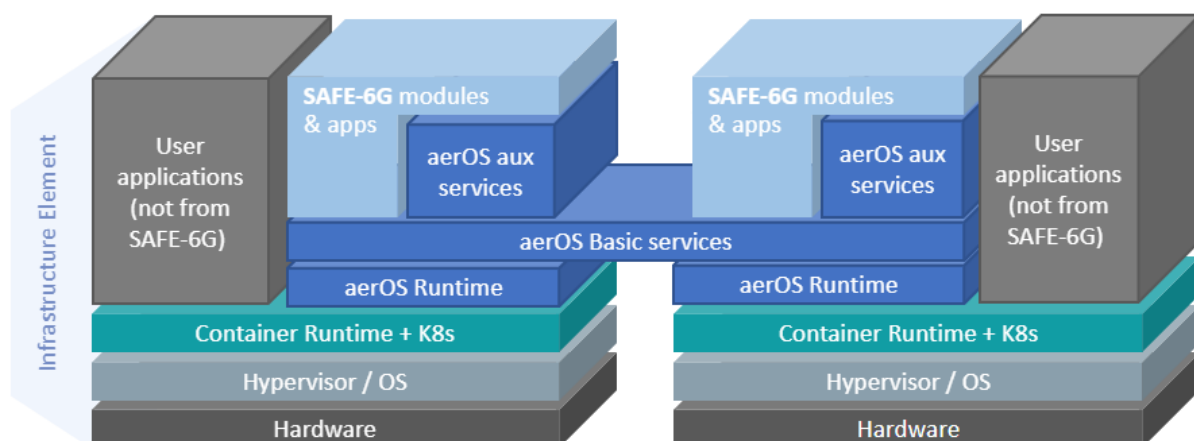 Infrastructure Element
User
applications
(not from
SAFE-6G)
SAFE-6G modules
& apps
aerOS aux
services
SAFE-6G modules
& apps
aerOS aux
services
User
applications
(not from
SAFE-6G)
aerOS Basic services
aerOS Runtime
aerOS Runtime
Container Runtime + K8s
Container Runtime + K8s
Hypervisor / OS
Hypervisor / OS
Hardware
Hardware